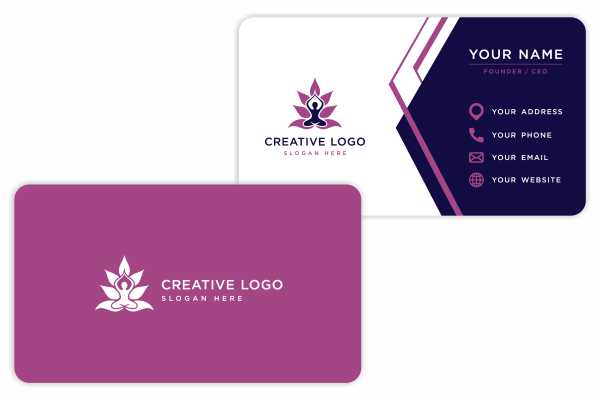 YOUR NAME
FOUNDER / CEO
YOUR ADDRESS
YOUR PHONE
YOUR EMAIL
YOUR WEBSITE
CREATIVE LOGO
SLOGAN HERE
CREATIVE LOGO
SLOGAN HERE